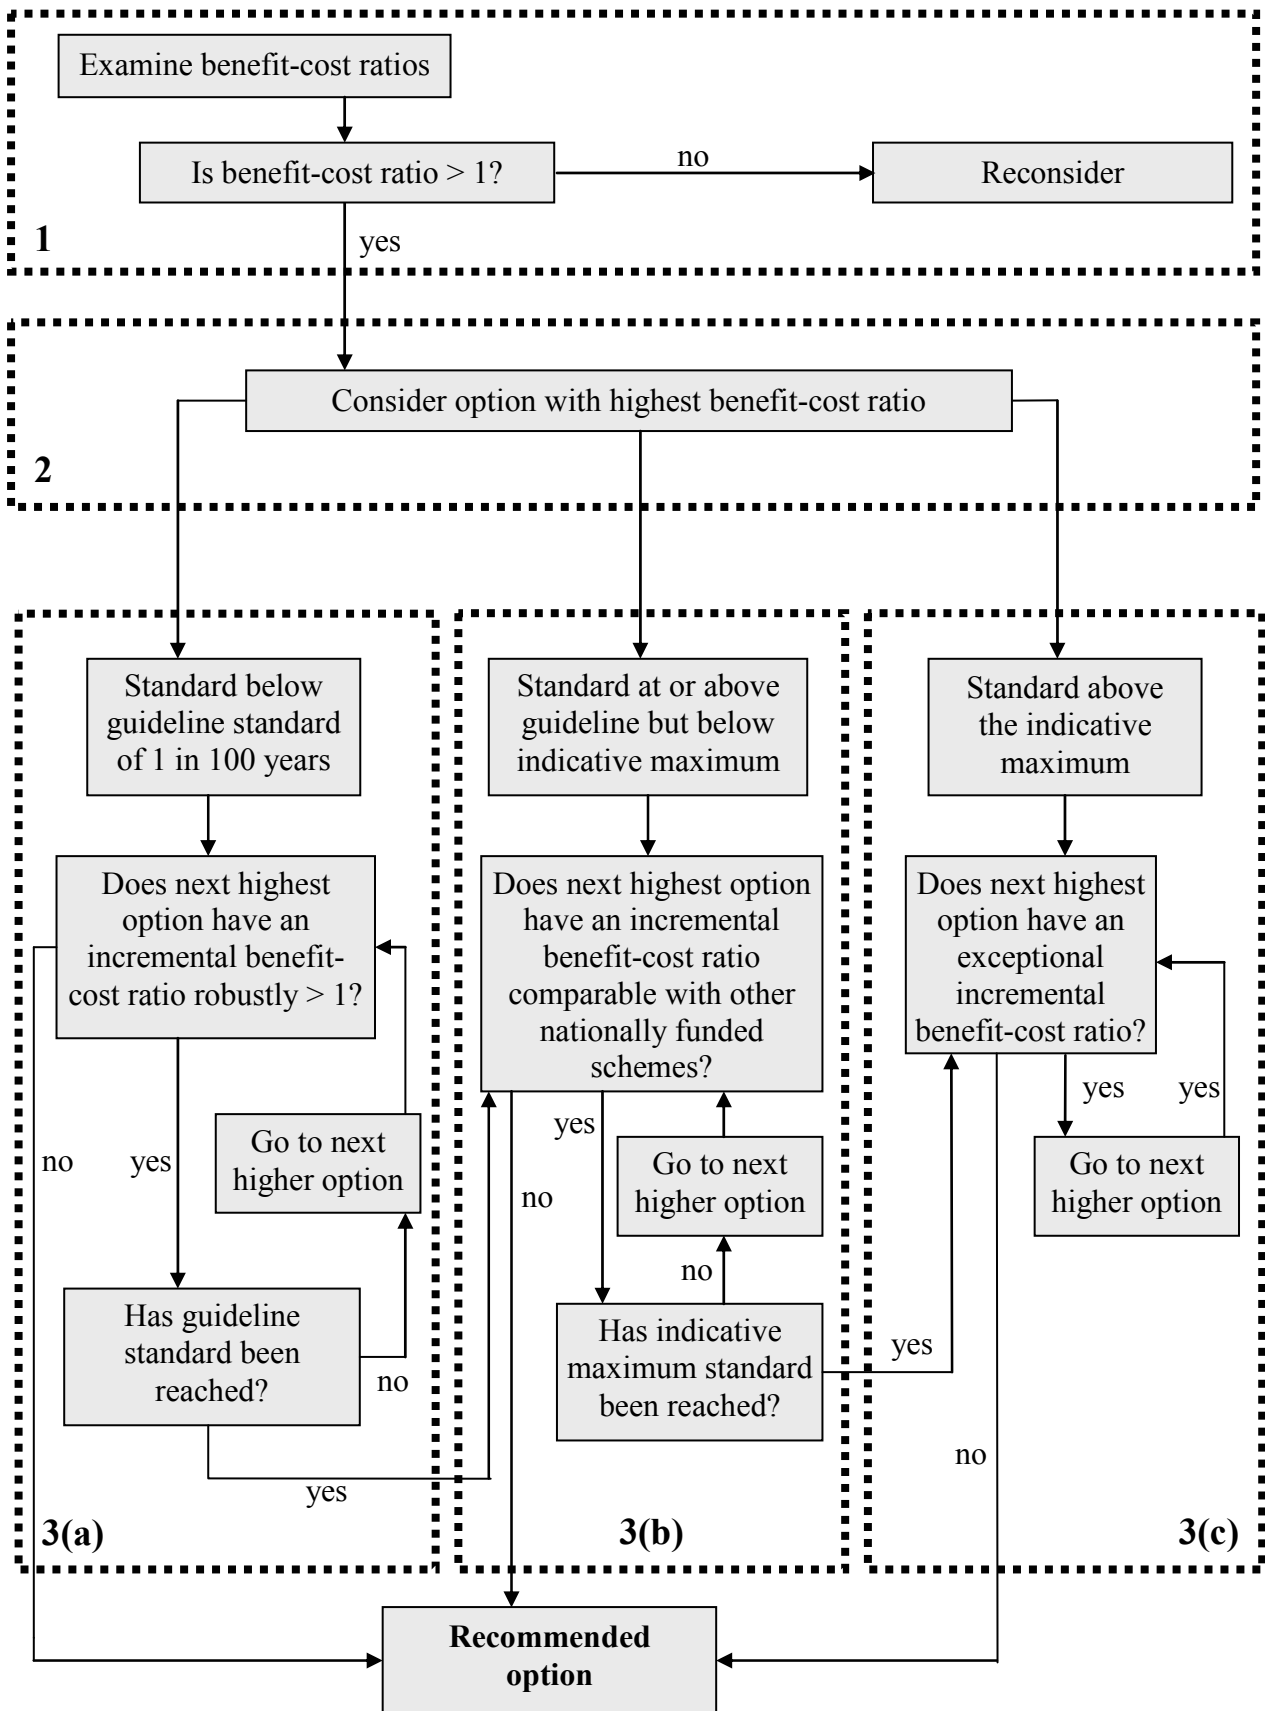 Examine benefit-cost ratios
Is benefit-cost ratio > 1?
no
Reconsider
1
yes
Consider option with highest benefit-cost ratio
2
Standard below
guideline standard
of 1 in 100 years
Does next highest
option have an
incremental benefit-
cost ratio robustly > 1?
no
yes
Go to next
higher option
Has guideline
standard been
reached?
no
yes
3(a)
Standard at or above
guideline but below
indicative maximum
Does next highest option
have an incremental
benefit-cost ratio
comparable with other
nationally funded
schemes?
yes
no
Go to next
higher option
no
Has indicative
maximum standard
been reached?
yes
3(b)
Standard above
the indicative
maximum
Does next highest
option have an
exceptional
incremental
benefit-cost ratio?
yes
yes
Go to next
higher option
no
3(c)
Recommended
option